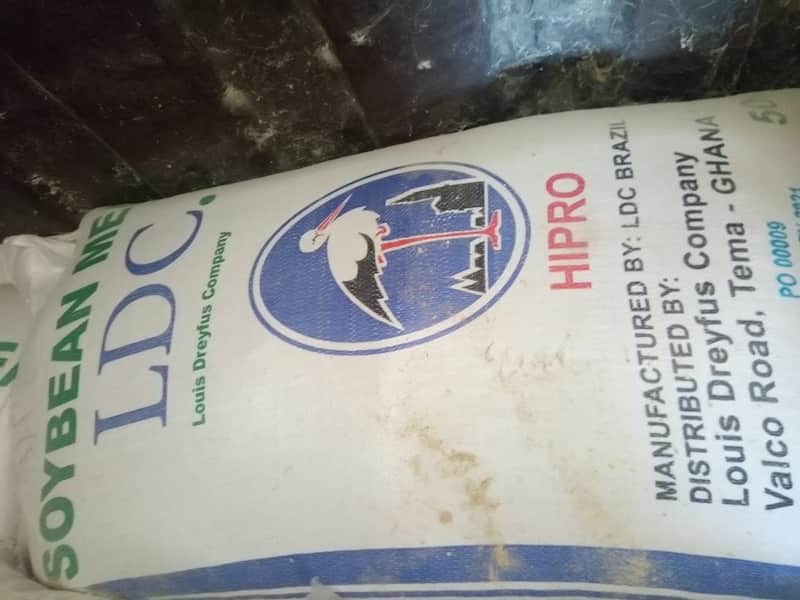 SOYBEAN ME
LDC.
Louis Dreyfus Company
HIPRO
MANUFACTURED BY: LDC BRAZIL
DISTRIBUTED BY:
Louis Dreyfus Company
Valco Road, Tema - GHANA
PO 00009
50